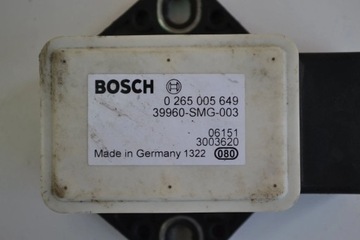 BOSCH
0 265 005 649
39960-SMG-003
06151
3003620
Made in Germany 1322 080